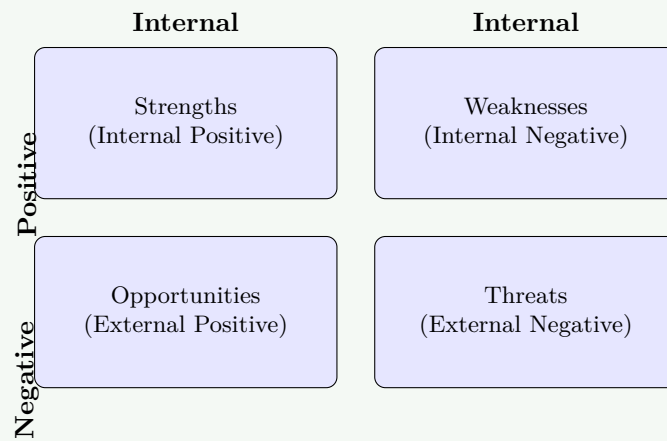 Internal
Internal
Positive
Strengths
(Internal Positive)
Weaknesses
(Internal Negative)
Negative
Opportunities
(External Positive)
Threats
(External Negative)